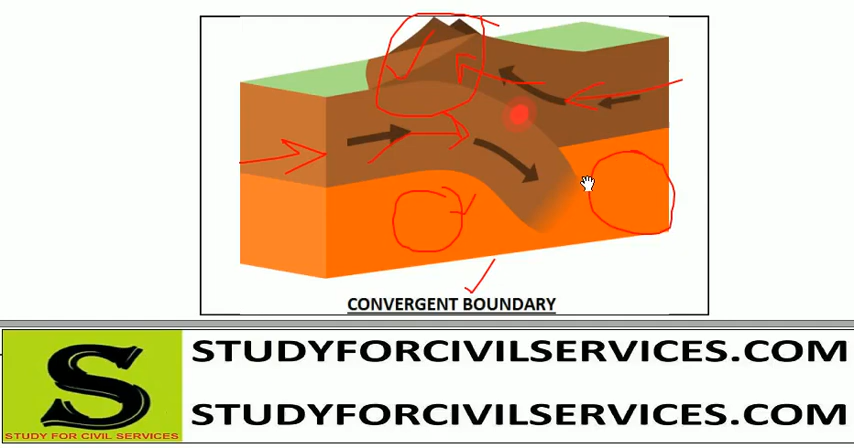 CONVERGENT BOUNDARY
STUDYFORCIVILSERVICES.COM
STUDYFORCIVILSERVICES.COM
S
STUDY FOR CIVIL SERVICES